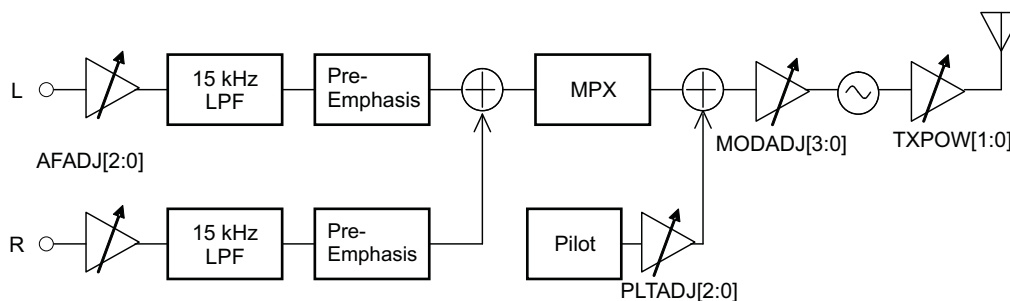 L
15 kHz
LPF
Pre-
Emphasis
MPX
MODADJ[3:0]
TXPOW[1:0]
AFADJ[2:0]
R
15 kHz
LPF
Pre-
Emphasis
Pilot
PLTADJ[2:0]